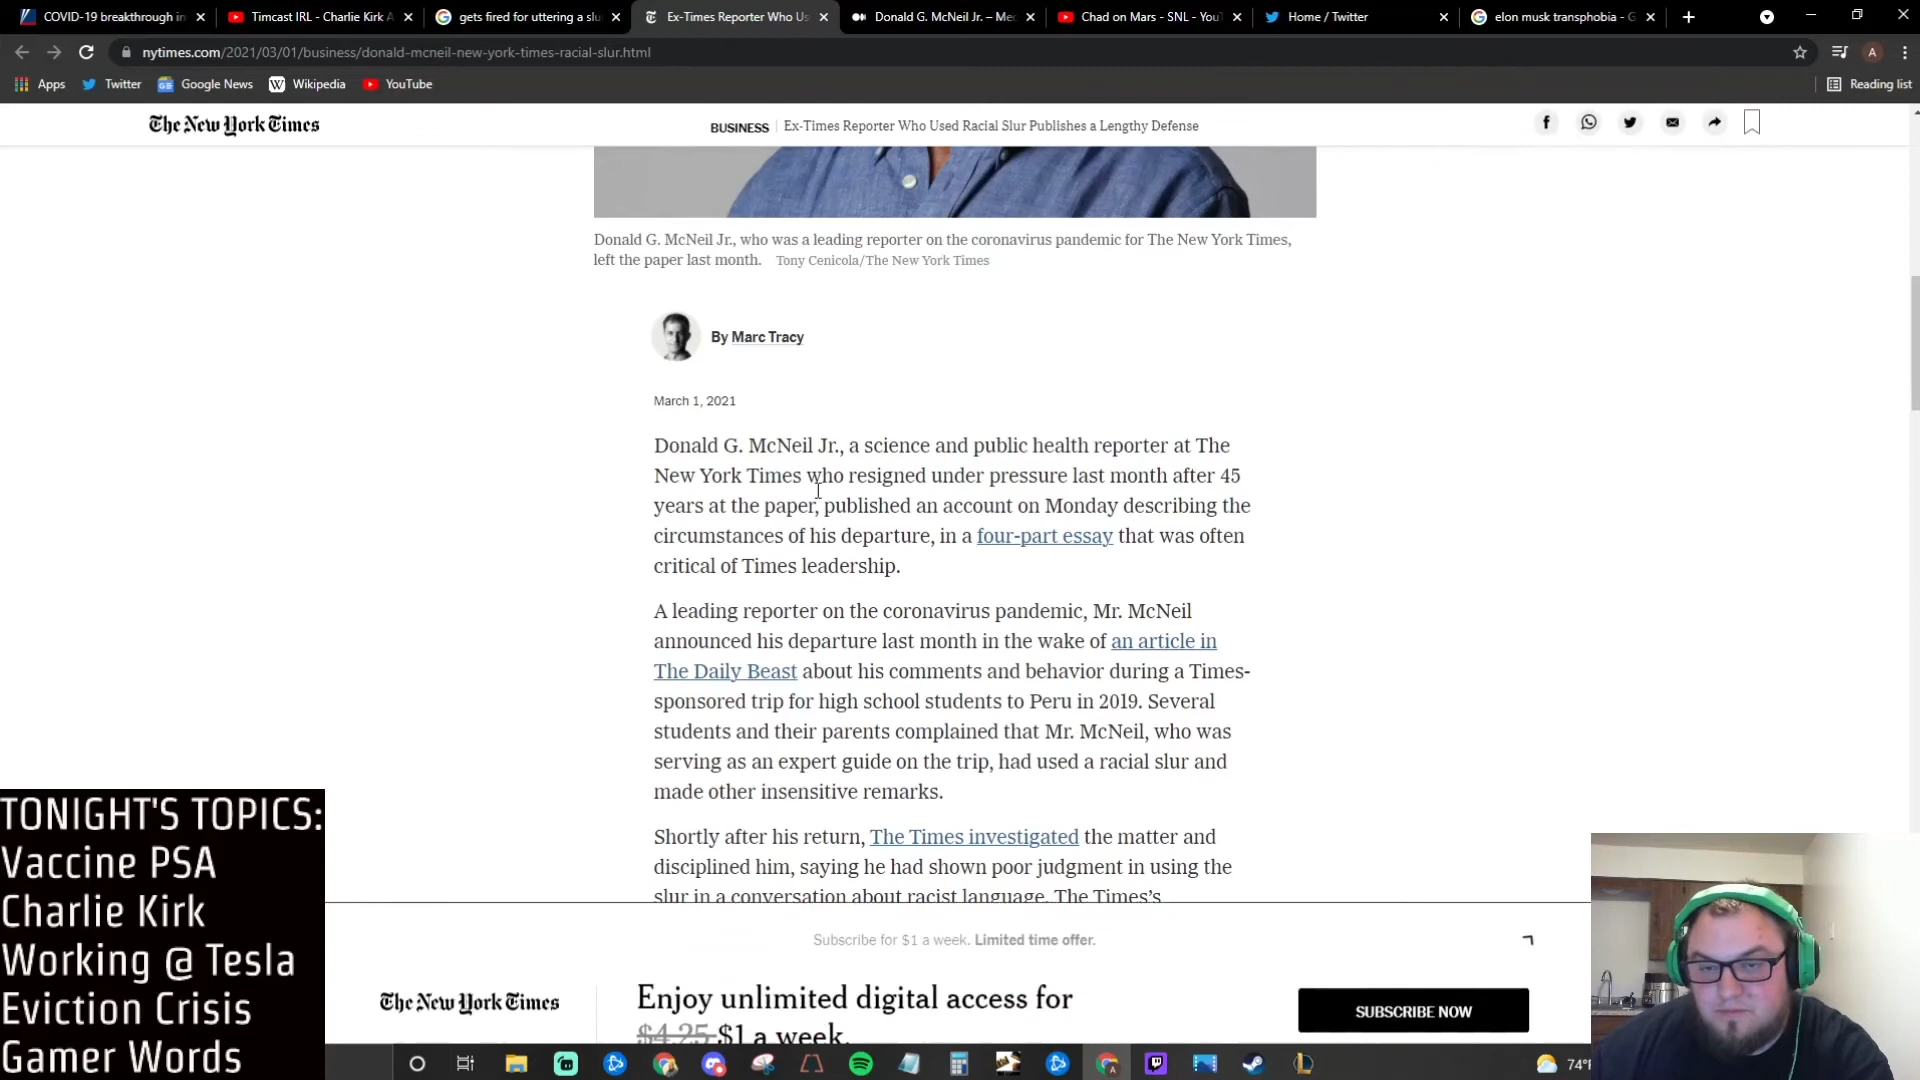 COVID-19 breakthrough in
Timcast IRL - Charlie Kirk A
gets fired for uttering a slu
Ex-Times Reporter Who Us
Donald G. McNeil Jr. – Med
Chad on Mars - SNL - YouT
Home / Twitter
elon musk transphobia - G
nytimes.com/2021/03/01/business/donald-mcneil-new-york-times-racial-slur.html
A
Apps
Twitter
Google News
Wikipedia
YouTube
Reading list
The New York Times
BUSINESS | Ex-Times Reporter Who Used Racial Slur Publishes a Lengthy Defense
Donald G. McNeil Jr., who was a leading reporter on the coronavirus pandemic for The New York Times,
left the paper last month. Tony Cenicola/The New York Times
By Marc Tracy
March 1, 2021
Donald G. McNeil Jr., a science and public health reporter at The
New York Times who resigned under pressure last month after 45
years at the paper, published an account on Monday describing the
circumstances of his departure, in a four-part essay that was often
critical of Times leadership.
A leading reporter on the coronavirus pandemic, Mr. McNeil
announced his departure last month in the wake of an article in
The Daily Beast about his comments and behavior during a Times-
sponsored trip for high school students to Peru in 2019. Several
students and their parents complained that Mr. McNeil, who was
serving as an expert guide on the trip, had used a racial slur and
made other insensitive remarks.
Shortly after his return, The Times investigated the matter and
disciplined him, saying he had shown poor judgment in using the
slur in a conversation about racist language. The Times's
Subscribe for $1 a week. Limited time offer.
The New York Times
Enjoy unlimited digital access for
$4.25 $1 a week.
SUBSCRIBE NOW
TONIGHT'S TOPICS:
Vaccine PSA
Charlie Kirk
Working @ Tesla
Eviction Crisis
Gamer Words
74°F